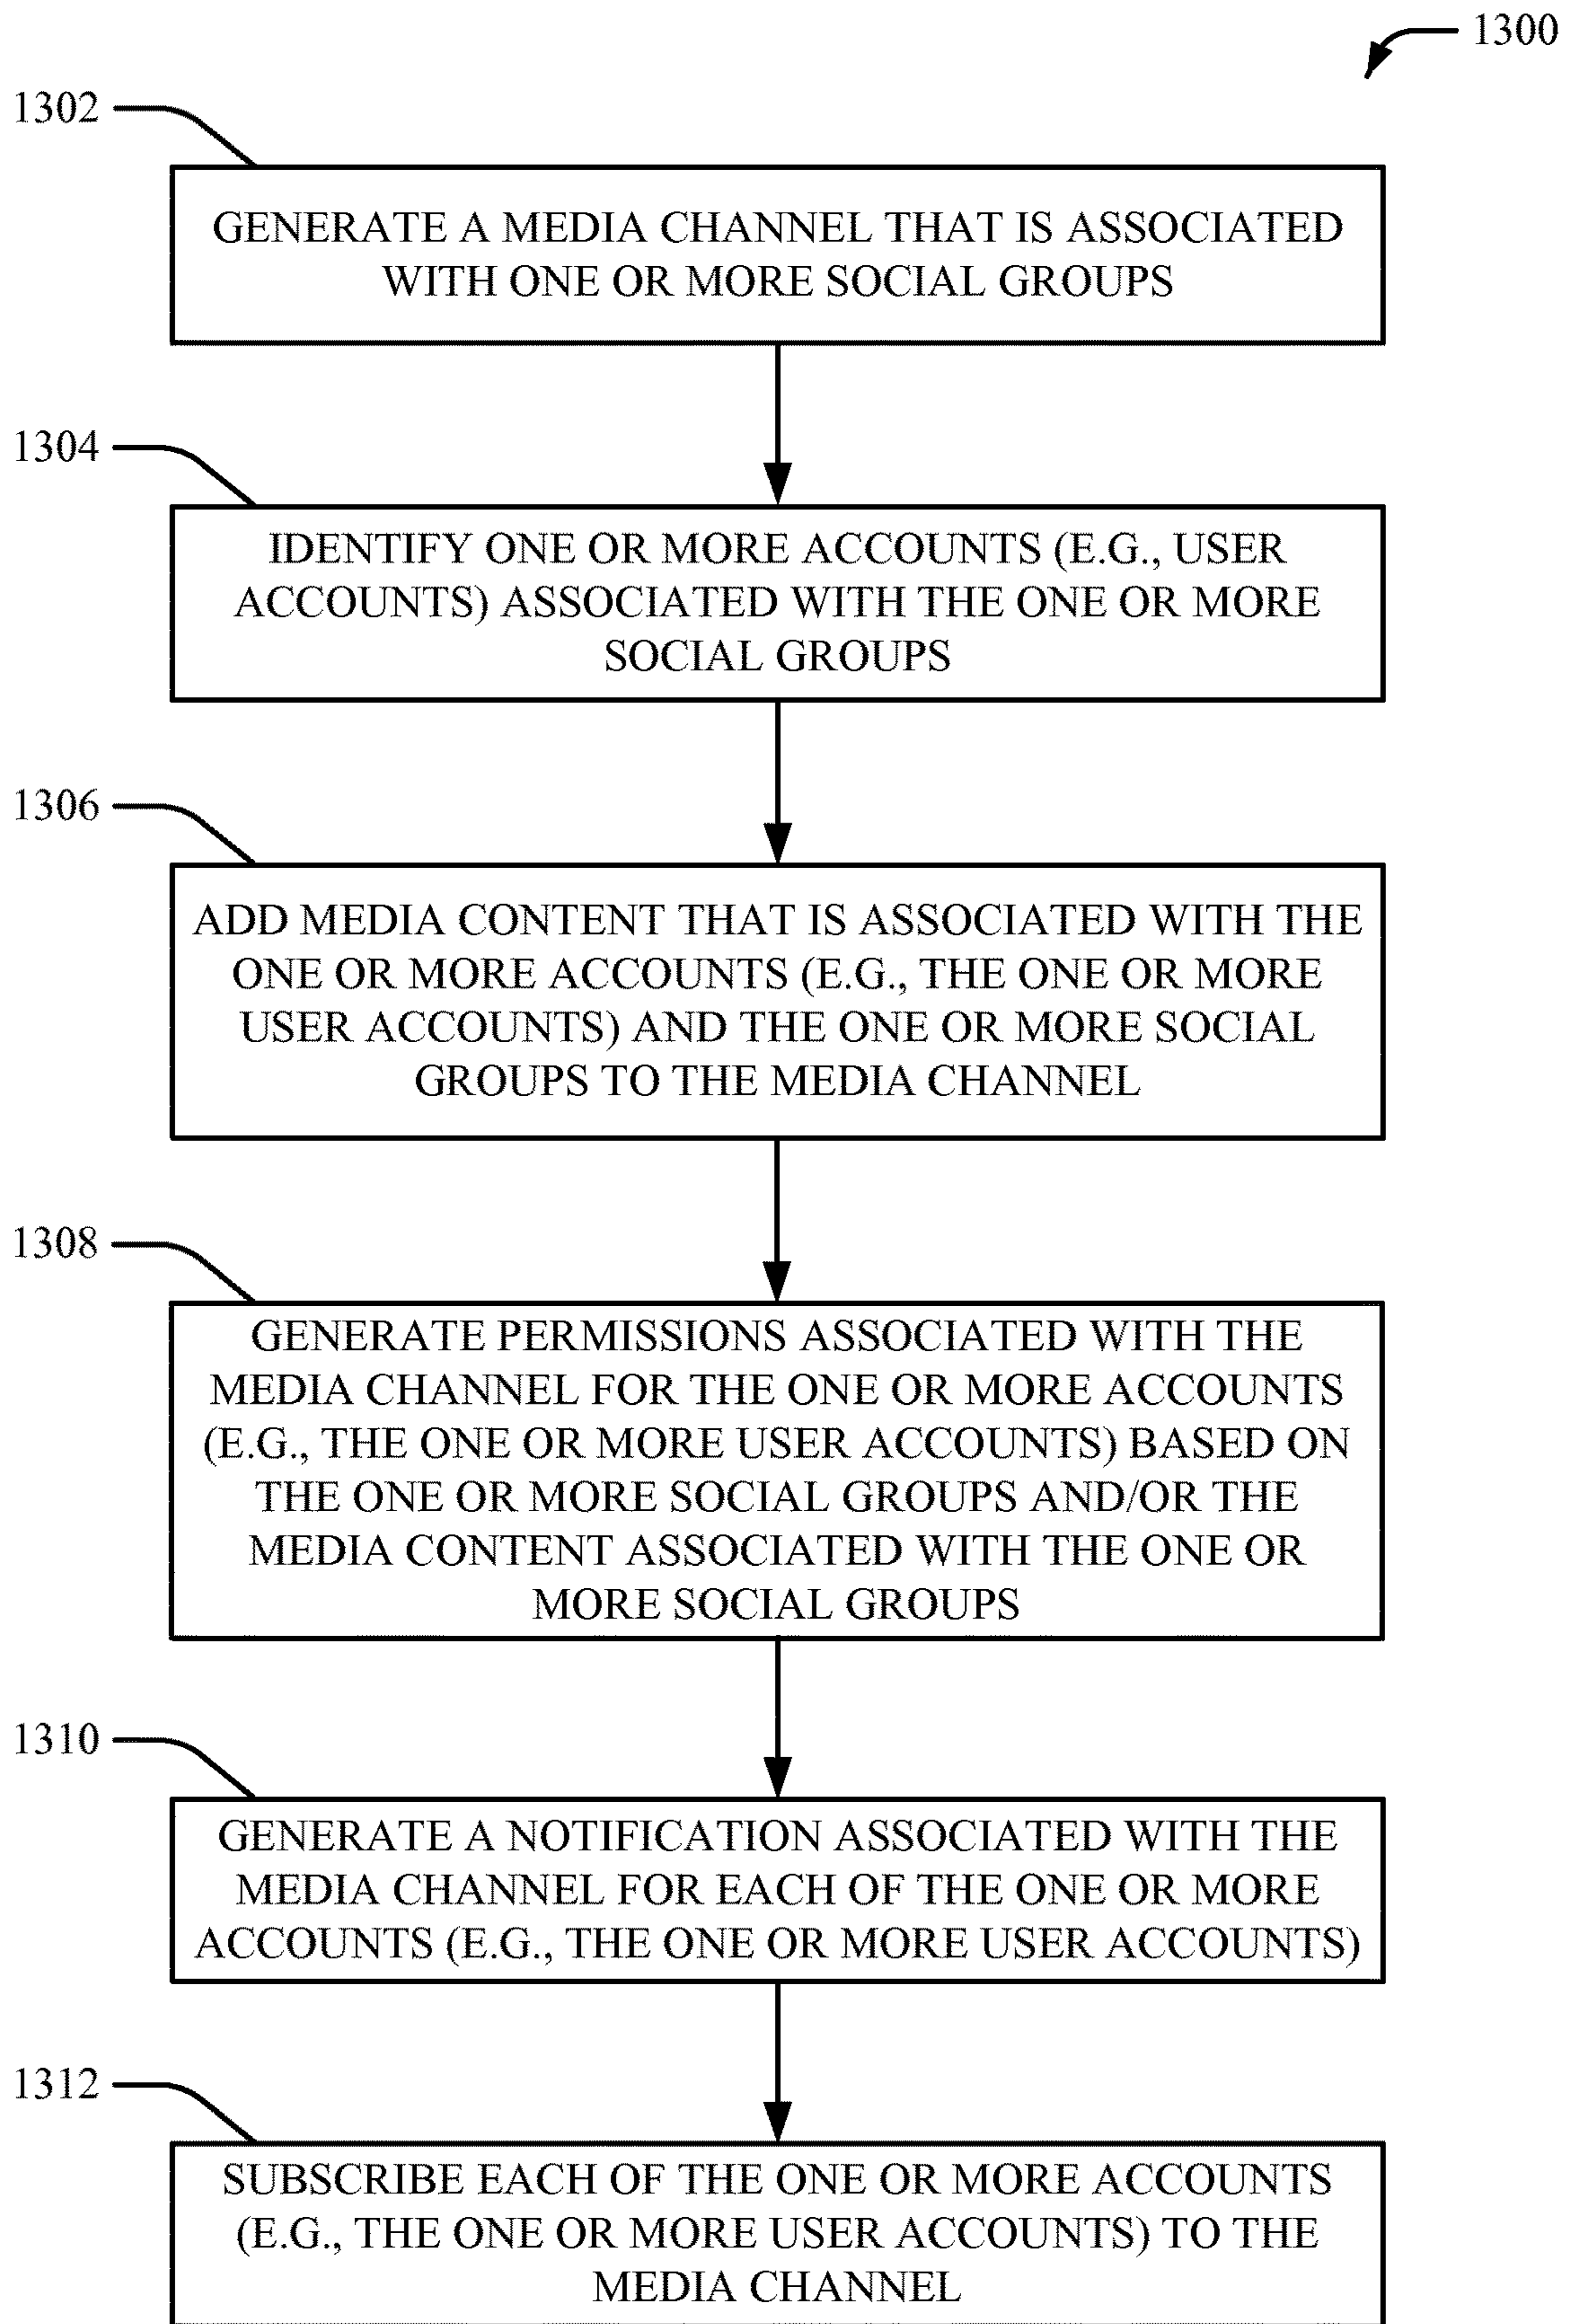 1300
1302
GENERATE A MEDIA CHANNEL THAT IS ASSOCIATED
WITH ONE OR MORE SOCIAL GROUPS
1304
IDENTIFY ONE OR MORE ACCOUNTS (E.G., USER
ACCOUNTS) ASSOCIATED WITH THE ONE OR MORE
SOCIAL GROUPS
1306
ADD MEDIA CONTENT THAT IS ASSOCIATED WITH THE
ONE OR MORE ACCOUNTS (E.G., THE ONE OR MORE
USER ACCOUNTS) AND THE ONE OR MORE SOCIAL
GROUPS TO THE MEDIA CHANNEL
1308
GENERATE PERMISSIONS ASSOCIATED WITH THE
MEDIA CHANNEL FOR THE ONE OR MORE ACCOUNTS
(E.G., THE ONE OR MORE USER ACCOUNTS) BASED ON
THE ONE OR MORE SOCIAL GROUPS AND/OR THE
MEDIA CONTENT ASSOCIATED WITH THE ONE OR
MORE SOCIAL GROUPS
1310
GENERATE A NOTIFICATION ASSOCIATED WITH THE
MEDIA CHANNEL FOR EACH OF THE ONE OR MORE
ACCOUNTS (E.G., THE ONE OR MORE USER ACCOUNTS)
1312
SUBSCRIBE EACH OF THE ONE OR MORE ACCOUNTS
(E.G., THE ONE OR MORE USER ACCOUNTS) TO THE
MEDIA CHANNEL